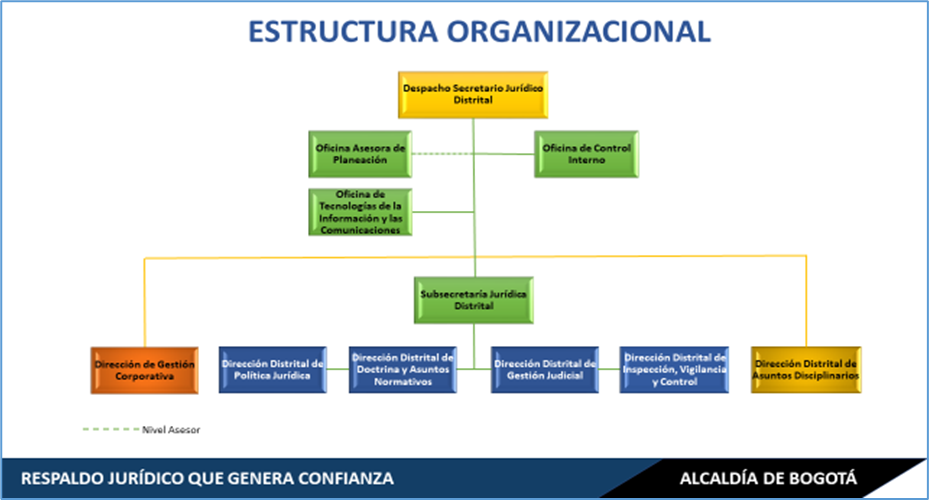 ESTRUCTURA ORGANIZACIONAL
Despacho Secretario Jurídico
Distrital
Oficina Asesora de
Planeación
Oficina de Control
Interno
Oficina de
Tecnologías de la
Información y las
Comunicaciones
Subsecretaría Jurídica
Distrital
Dirección de Gestión
Corporativa
Dirección Distrital de
Política Jurídica
Dirección Distrital de
Doctrina y Asuntos
Normativos
Dirección Distrital de
Gestión Judicial
Dirección Distrital de
Inspección, Vigilancia
y Control
Dirección Distrital de
Asuntos Disciplinarios
Nivel Asesor
RESPALDO JURÍDICO QUE GENERA CONFIANZA
ALCALDÍA DE BOGOTÁ